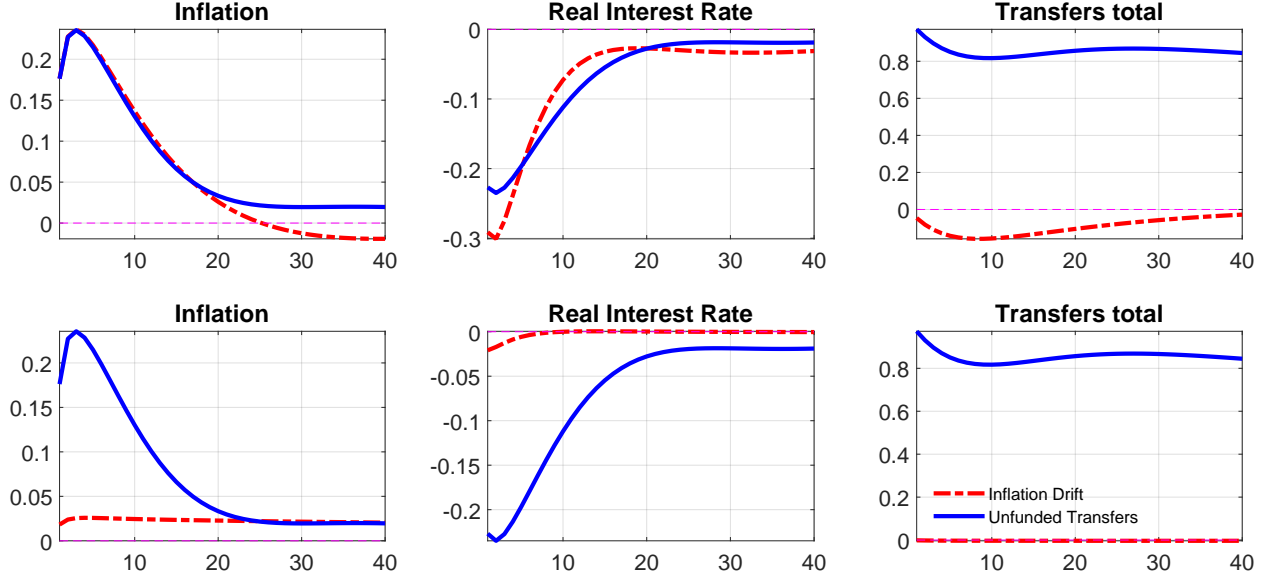 Inflation
Real Interest Rate
Transfers total
0.2
0.15
0.1
0.05
0
10 20 30 40
0
-0.1
-0.2
-0.3
10 20 30 40
0.8
0.6
0.4
0.2
0
10 20 30 40
Inflation
Real Interest Rate
Transfers total
0.2
0.15
0.1
0.05
0
10 20 30 40
0
-0.05
-0.1
-0.15
-0.2
10 20 30 40
0.8
0.6
0.4
0.2
0
10 20 30 40
Inflation Drift
Unfunded Transfers